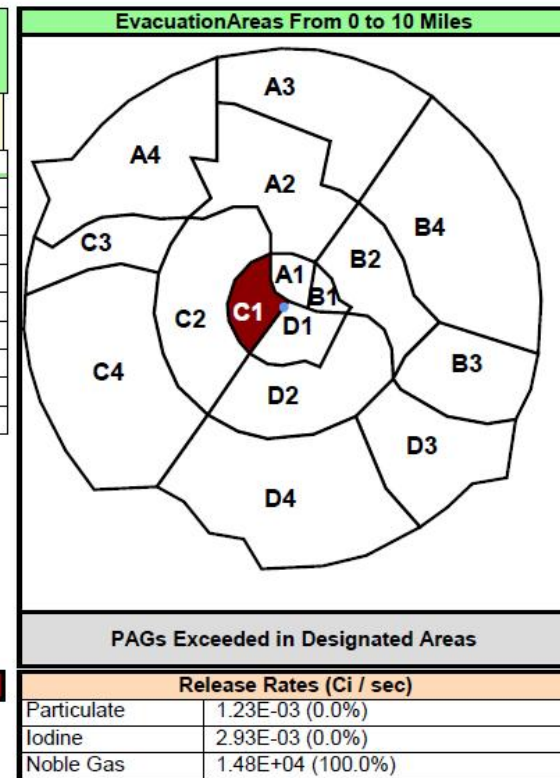 EvacuationAreas From 0 to 10 Miles
A3
A4
A2
B4
C3
B2
A1
B1
C1
D1
C2
C4
B3
D2
D3
D4
PAGs Exceeded in Designated Areas
Release Rates (Ci / sec)
Particulate 1.23E-03 (0.0%)
Iodine 2.93E-03 (0.0%)
Noble Gas 1.48E+04 (100.0%)